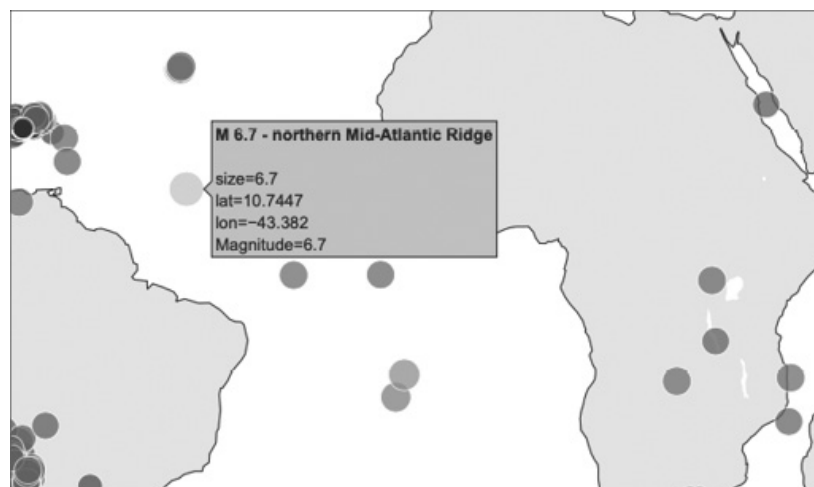 M 6.7 - northern Mid-Atlantic Ridge
size=6.7
lat=10.7447
lon=−43.382
Magnitude=6.7